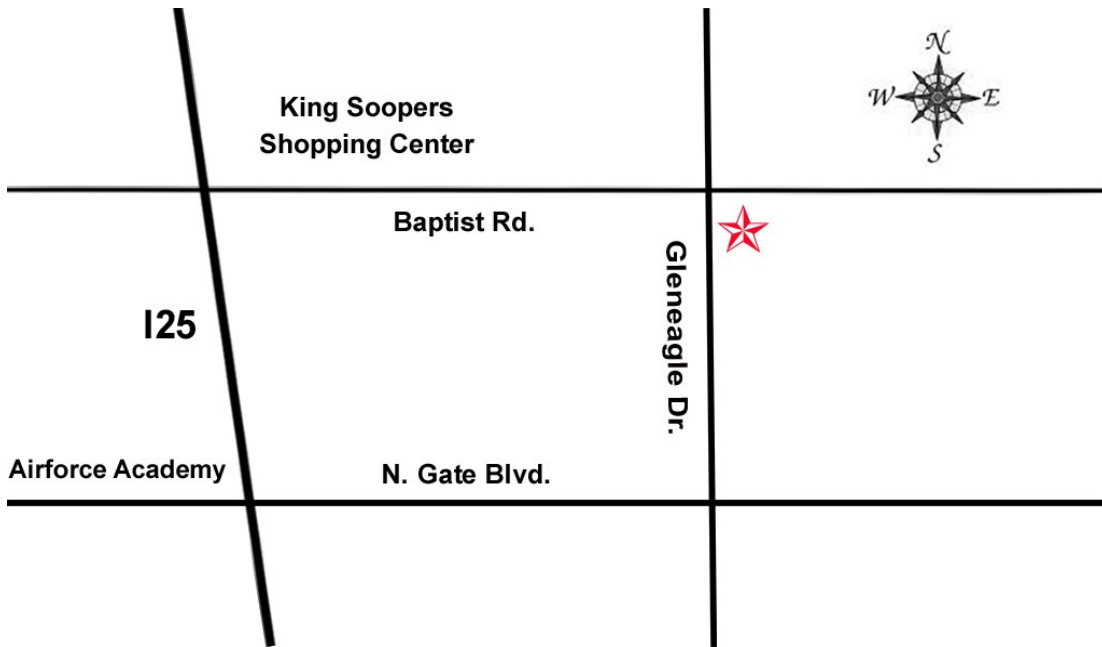 N
King Soopers
Shopping Center
W
E
S
Baptist Rd.
Gleneagle Dr.
I25
Airforce Academy
N. Gate Blvd.